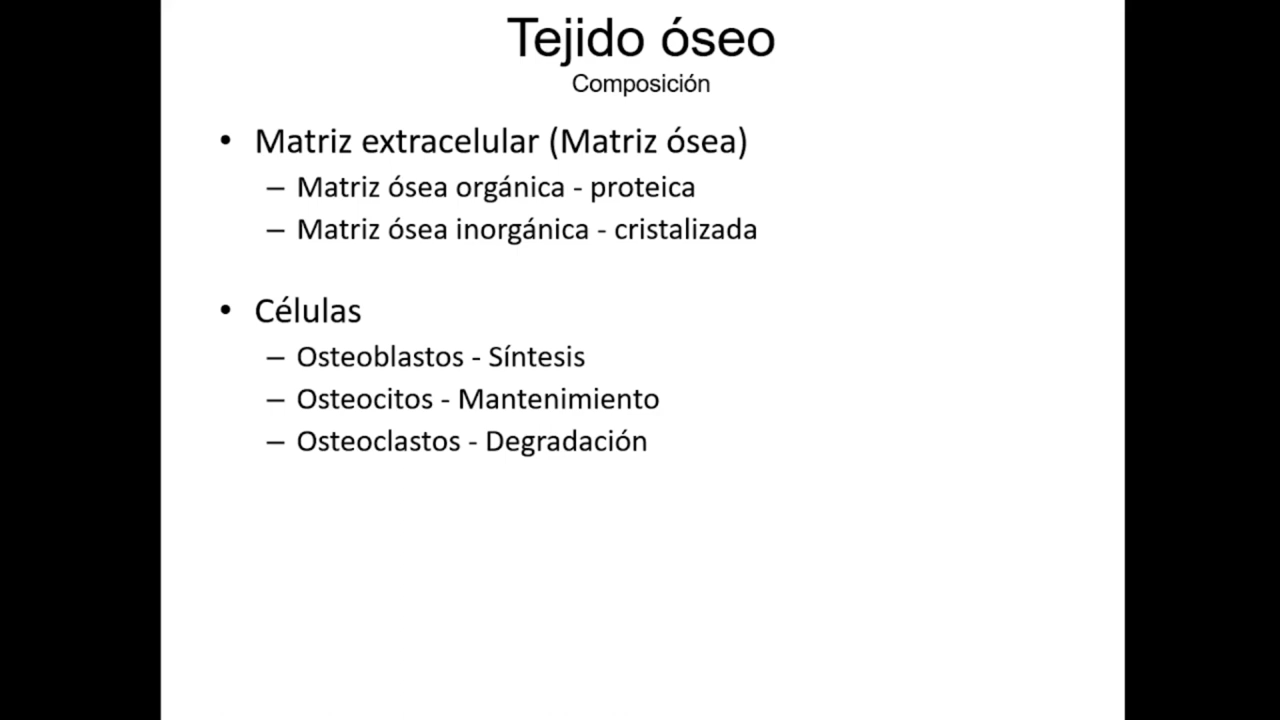 Tejido óseo
Composición
• Matriz extracelular (Matriz ósea)
– Matriz ósea orgánica - proteica
– Matriz ósea inorgánica - cristalizada
• Células
– Osteoblastos - Síntesis
– Osteocitos - Mantenimiento
– Osteoclastos - Degradación